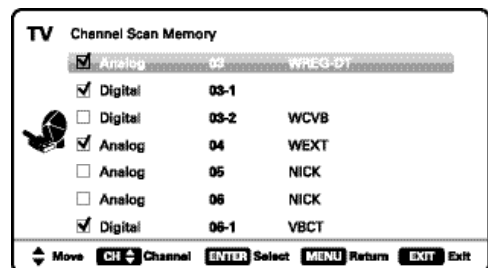 TV Channel Scan Memory
Analog 03 WREG-DT
Digital 03-1
Digital 03-2 WCVB
Analog 04 WEXT
Analog 05 NICK
Analog 06 NICK
Digital 06-1 VBCT
Move CH Channel ENTER Select MENU Return EXIT Exit